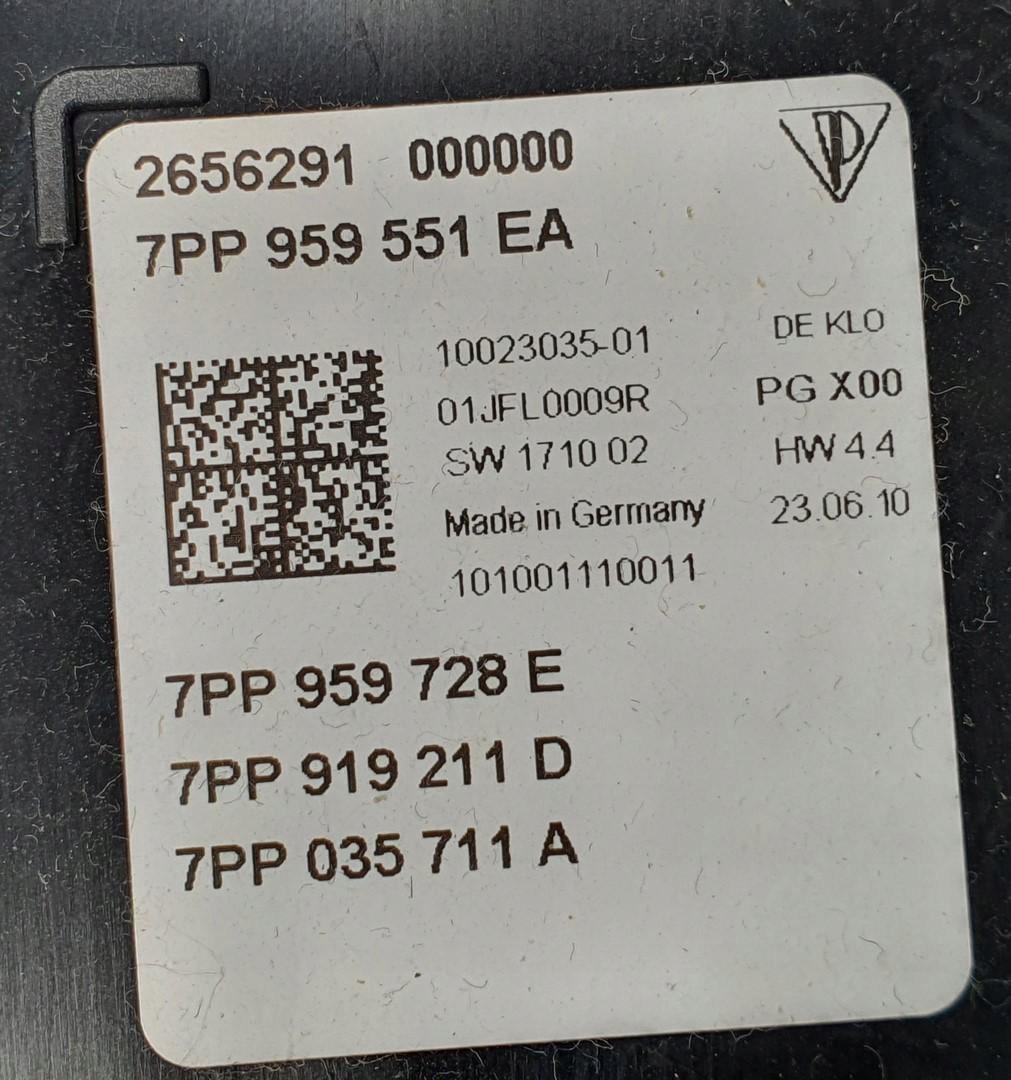 2656291 000000
7PP 959 551 EA
10023035-01 DE KLO
01JFL0009R PG X00
SW 1710 02 HW 4.4
Made in Germany 23.06.10
101001110011
7PP 959 728 E
7PP 919 211 D
7PP 035 711 A